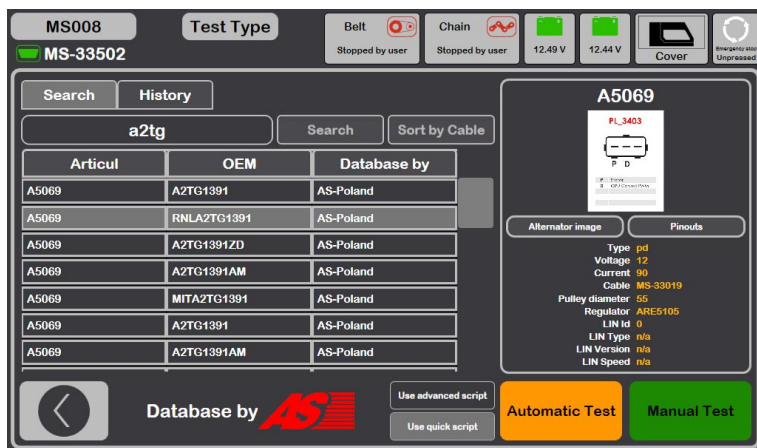 MS008
Test Type
Belt
Stopped by user
Chain
Stopped by user
12.49 V
12.44 V
Cover
Emergency stop
Unpressed
MS-33502
Search
History
a2tg
Search
Sort by Cable
Articul OEM Database by
A5069 A2TG1391 AS-Poland
A5069 RNLA2TG1391 AS-Poland
A5069 A2TG1391ZD AS-Poland
A5069 A2TG1391AM AS-Poland
A5069 MITA2TG1391 AS-Poland
A5069 A2TG1391 AS-Poland
A5069 A2TG1391AM AS-Poland
A5069
PL_3403
P D
Alternator image
Pinouts
Type pd
Voltage 12
Current 90
Cable MS-33019
Pulley diameter 55
Regulator ARE5105
LIN Id 0
LIN Type n/a
LIN Version n/a
LIN Speed n/a
Database by AS
Use advanced script
Use quick script
Automatic Test
Manual Test